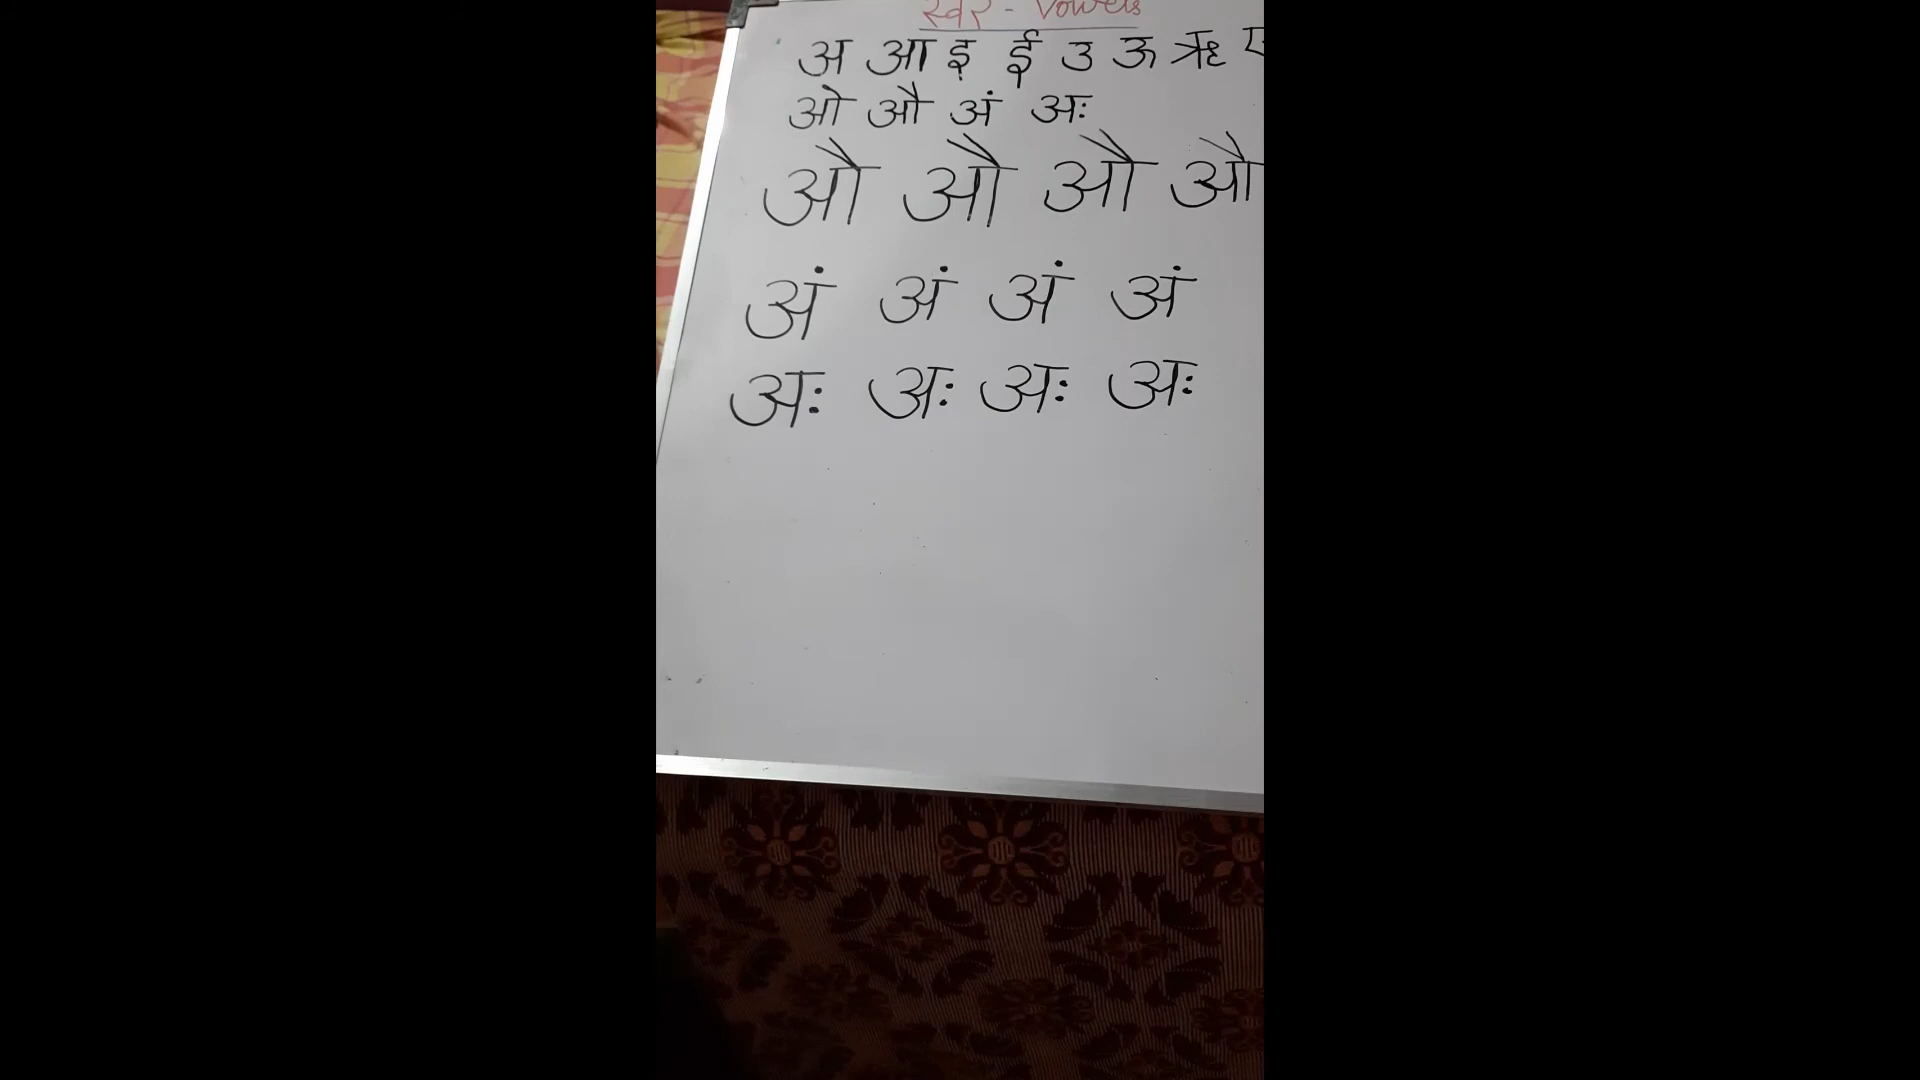 स्वर - Vowels
अ आ इ ई उ ऊ ऋ
ओ औ अं अः
औ औ औ औ
अं अं अं अं
अः अः अः अः